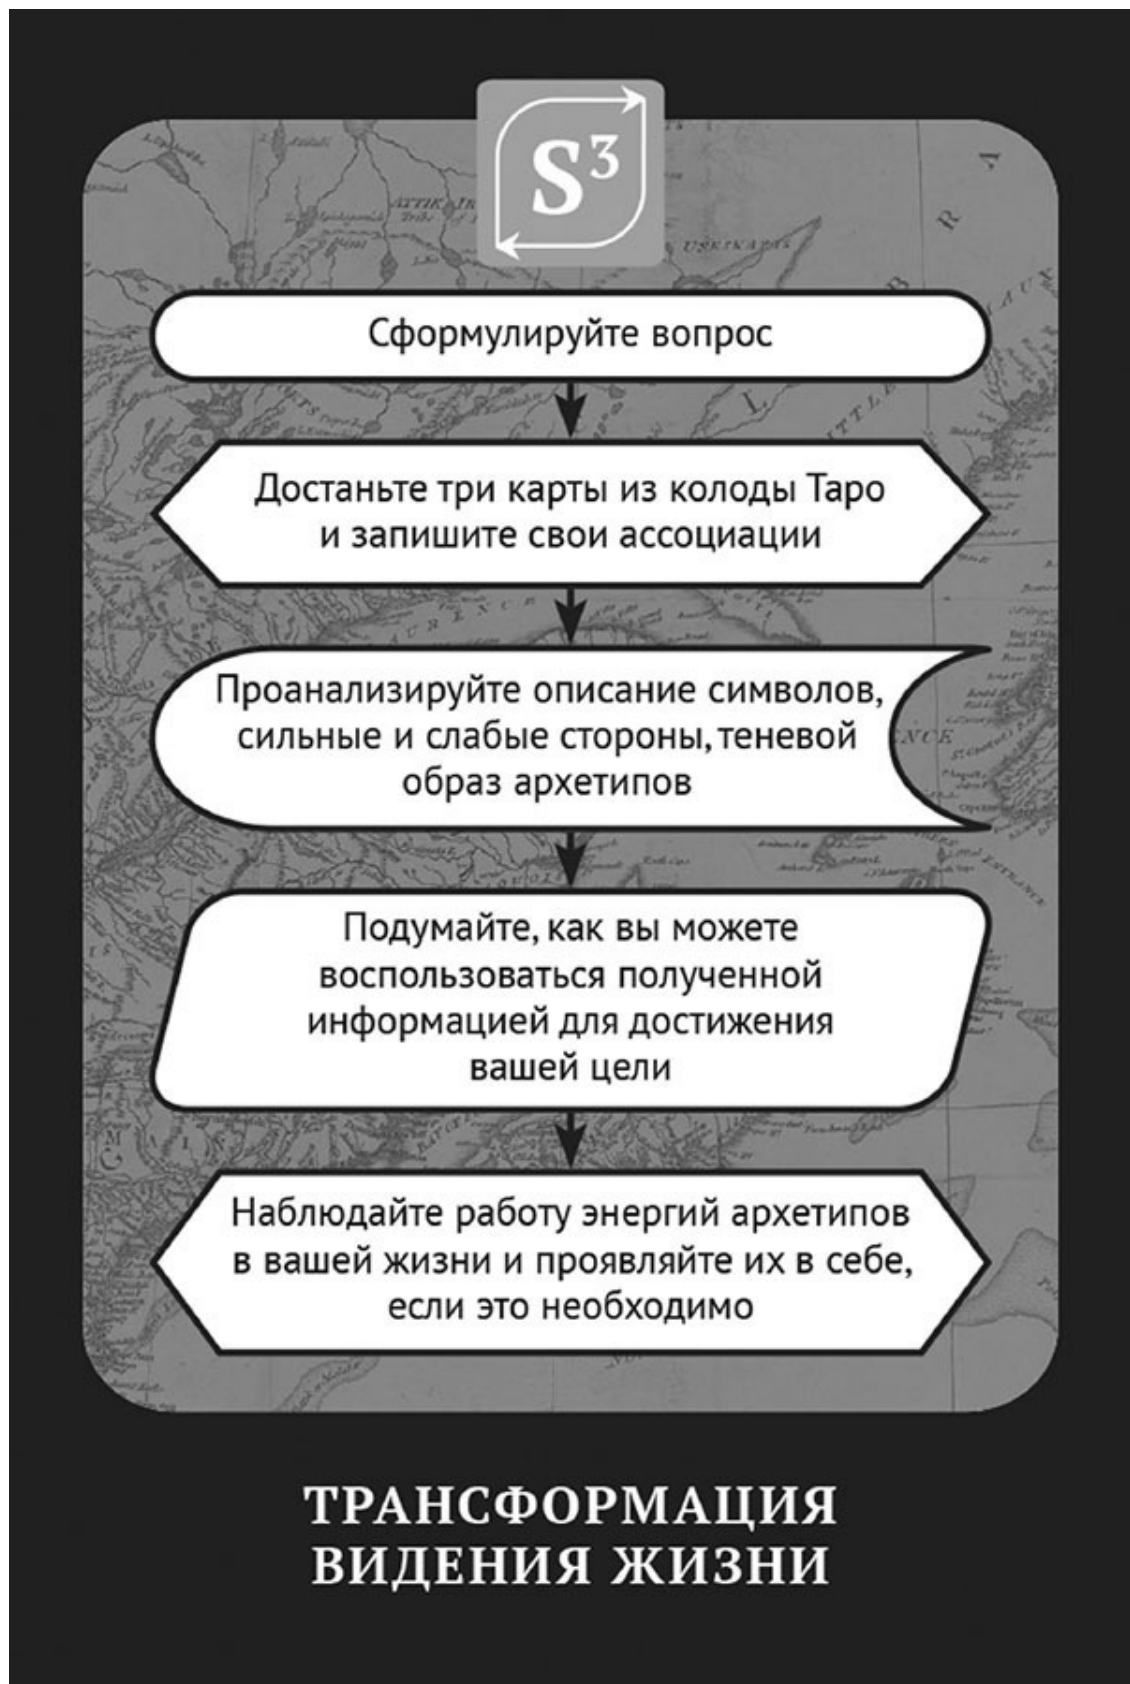 S³
Сформулируйте вопрос
Достаньте три карты из колоды Таро
и запишите свои ассоциации
Проанализируйте описание символов,
сильные и слабые стороны, теневой
образ архетипов
Подумайте, как вы можете
воспользоваться полученной
информацией для достижения
вашей цели
Наблюдайте работу энергий архетипов
в вашей жизни и проявляйте их в себе,
если это необходимо
ТРАНСФОРМАЦИЯ
ВИДЕНИЯ ЖИЗНИ